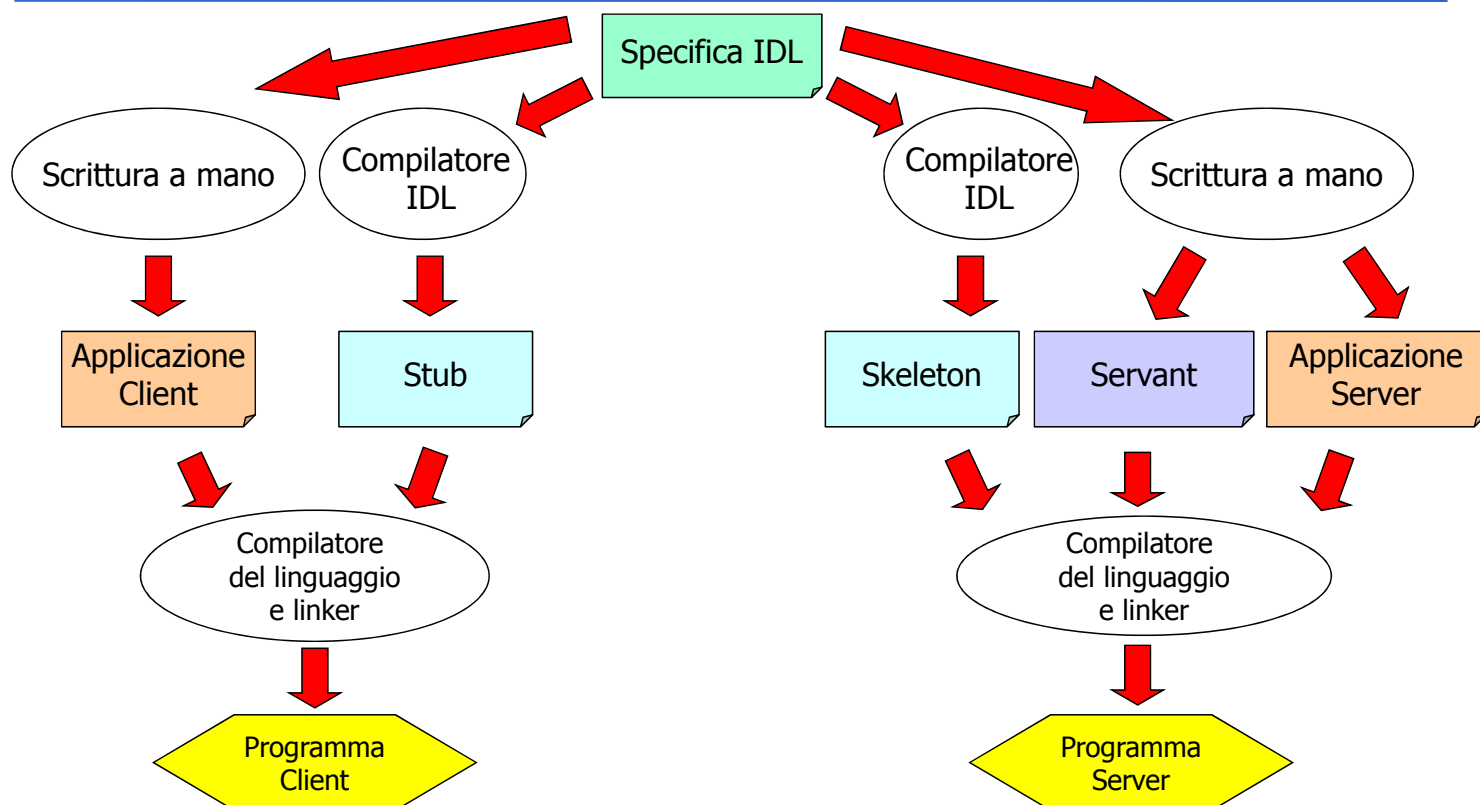 Specifica IDL
Scrittura a mano
Compilatore
IDL
Compilatore
IDL
Scrittura a mano
Applicazione
Client
Stub
Skeleton
Servant
Applicazione
Server
Compilatore
del linguaggio
e linker
Compilatore
del linguaggio
e linker
Programma
Client
Programma
Server